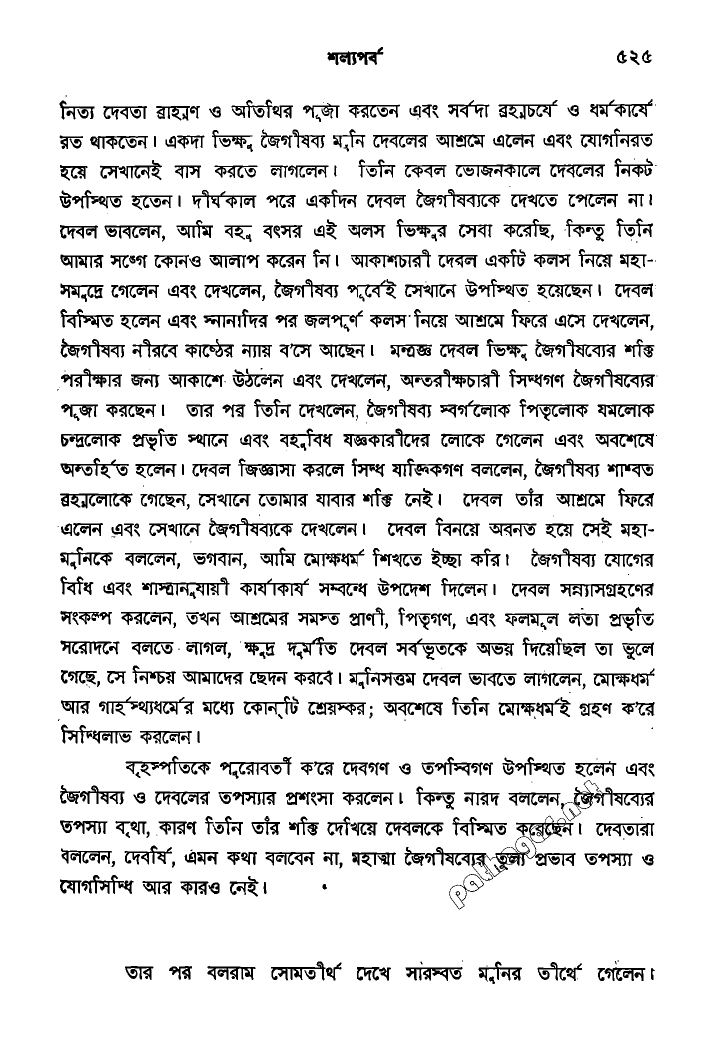 শল্যপর্ব ৫২৫
নিত্য দেবতা ব্রাহ্মণ ও অতিথির পূজা করতেন এবং সর্বদা ব্রহ্মচর্যে ও ধর্মকার্যে
রত থাকতেন। একদা ভিক্ষু জৈগীষব্য মুনি দেবলের আশ্রমে এলেন এবং যোগনিরত
হয়ে সেখানেই বাস করতে লাগলেন। তিনি কেবল ভোজনকালে দেবলের নিকট
উপস্থিত হতেন। দীর্ঘকাল পরে একদিন দেবল জৈগীষব্যকে দেখতে পেলেন না।
দেবল ভাবলেন, আমি বহু বৎসর এই অলস ভিক্ষুর সেবা করেছি, কিন্তু তিনি
আমার সঙ্গে কোনও আলাপ করেন নি। আকাশচারী দেবল একটি কলস নিয়ে মহা-
সমুদ্রে গেলেন এবং দেখলেন, জৈগীষব্য পূর্বেই সেখানে উপস্থিত হয়েছেন। দেবল
বিস্মিত হলেন এবং স্নানাদির পর জলপূর্ণ কলস নিয়ে আশ্রমে ফিরে এসে দেখলেন,
জৈগীষব্য নীরবে কাষ্ঠের ন্যায় ব'সে আছেন। মন্ত্রজ্ঞ দেবল ভিক্ষু জৈগীষব্যের শক্তি
পরীক্ষার জন্য আকাশে উঠলেন এবং দেখলেন, অন্তরীক্ষচারী সিদ্ধগণ জৈগীষব্যের
পূজা করছেন। তার পর তিনি দেখলেন, জৈগীষব্য স্বর্গলোক পিতৃলোক যমলোক
চন্দ্রলোক প্রভৃতি স্থানে এবং বহুবিধ যজ্ঞকারীদের লোকে গেলেন এবং অবশেষে
অন্তর্হিত হলেন। দেবল জিজ্ঞাসা করলে সিদ্ধ যাজ্ঞিকগণ বললেন, জৈগীষব্য শাশ্বত
ব্রহ্মলোকে গেছেন, সেখানে তোমার যাবার শক্তি নেই। দেবল তাঁর আশ্রমে ফিরে
এলেন এবং সেখানে জৈগীষব্যকে দেখলেন। দেবল বিনয়ে অবনত হয়ে সেই মহা-
মুনিকে বললেন, ভগবান, আমি মোক্ষধর্ম শিখতে ইচ্ছা করি। জৈগীষব্য যোগের
বিধি এবং শাস্ত্রানুযায়ী কার্যাকার্য সম্বন্ধে উপদেশ দিলেন। দেবল সন্ন্যাসগ্রহণের
সংকল্প করলেন, তখন আশ্রমের সমস্ত প্রাণী, পিতৃগণ, এবং ফলমূল লতা প্রভৃতি
সরোদনে বলতে লাগল, ক্ষুদ্র দুর্মতি দেবল সর্বভূতকে অভয় দিয়েছিল তা ভুলে
গেছে, সে নিশ্চয় আমাদের ছেদন করবে। মুনিসত্তম দেবল ভাবতে লাগলেন, মোক্ষধর্ম
আর গার্হস্থ্যধর্মের মধ্যে কোন্‌টি শ্রেয়স্কর; অবশেষে তিনি মোক্ষধর্মই গ্রহণ ক'রে
সিদ্ধিলাভ করলেন।
বৃহস্পতিকে পুরোবর্তী ক'রে দেবগণ ও তপস্বিগণ উপস্থিত হলেন এবং
জৈগীষব্য ও দেবলের তপস্যার প্রশংসা করলেন। কিন্তু নারদ বললেন, জৈগীষব্যের
তপস্যা বৃথা, কারণ তিনি তাঁর শক্তি দেখিয়ে দেবলকে বিস্মিত করেছেন। দেবতারা
বললেন, দেবর্ষি, এমন কথা বলবেন না, মহাত্মা জৈগীষব্যের তুল্য প্রভাব তপস্যা ও
যোগসিদ্ধি আর কারও নেই।
pathagar.net
তার পর বলরাম সোমতীর্থ দেখে সারস্বত মুনির তীর্থে গেলেন।